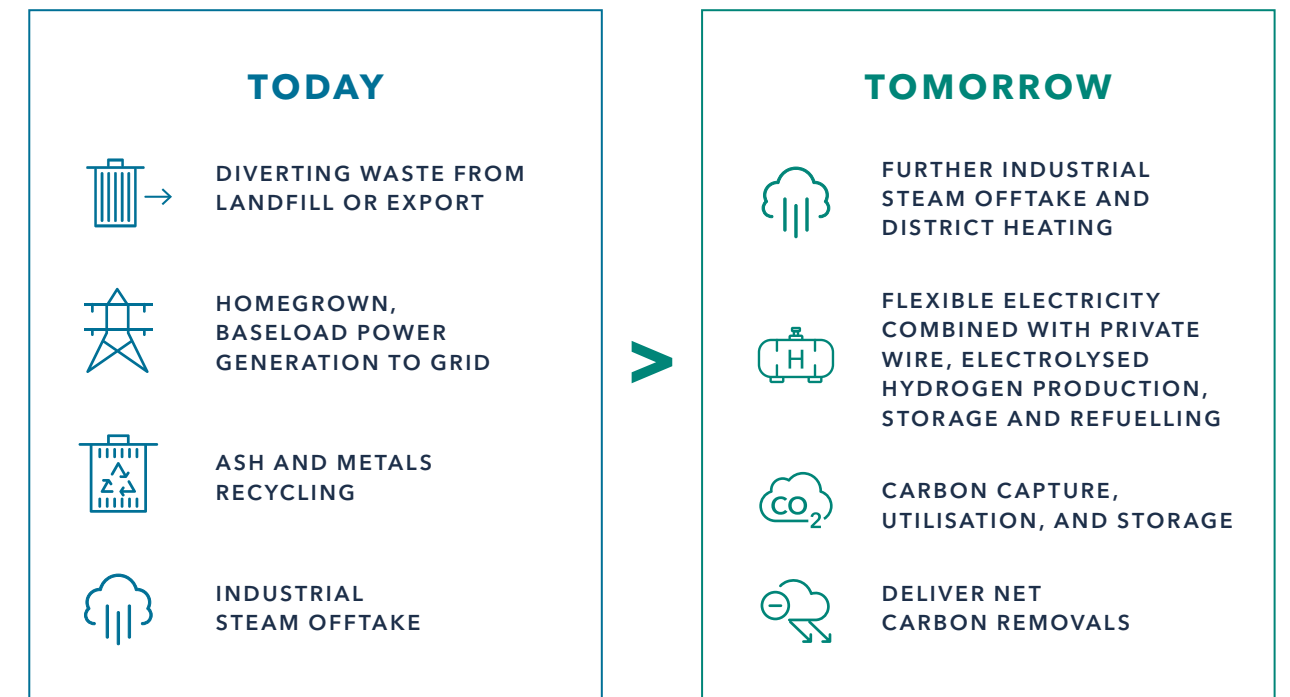 TODAY
DIVERTING WASTE FROM
LANDFILL OR EXPORT
HOMEGROWN,
BASELOAD POWER
GENERATION TO GRID
ASH AND METALS
RECYCLING
INDUSTRIAL
STEAM OFFTAKE
>
TOMORROW
FURTHER INDUSTRIAL
STEAM OFFTAKE AND
DISTRICT HEATING
H
FLEXIBLE ELECTRICITY
COMBINED WITH PRIVATE
WIRE, ELECTROLYSED
HYDROGEN PRODUCTION,
STORAGE AND REFUELLING
CO2
CARBON CAPTURE,
UTILISATION, AND STORAGE
DELIVER NET
CARBON REMOVALS